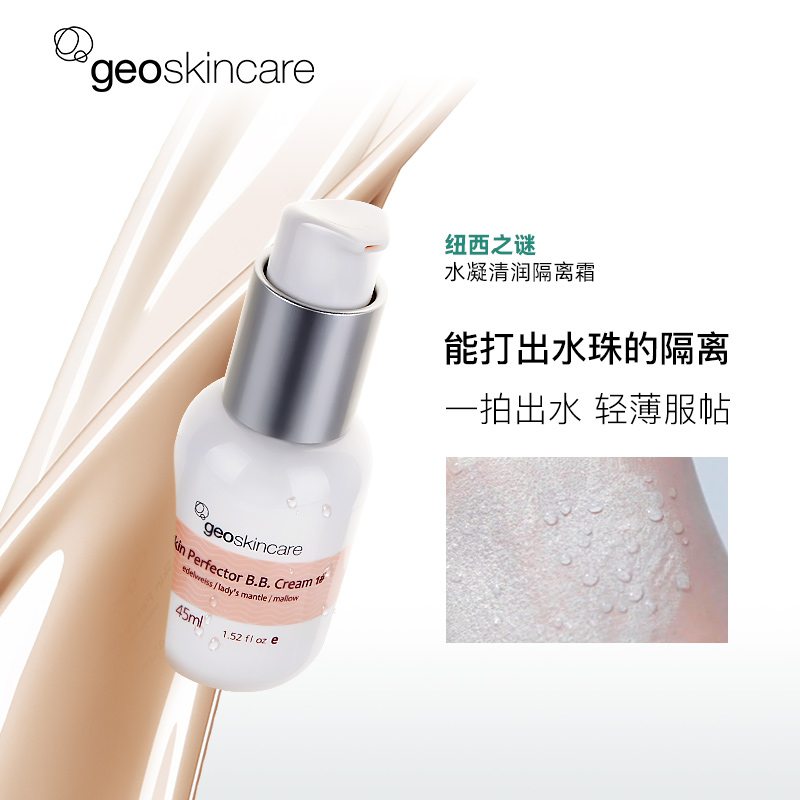 geoskincare
纽西之谜
水凝清润隔离霜
能打出水珠的隔离
一拍出水 轻薄服帖
geoskincare
kin Perfector B.B. Cream 1#
edelweiss / lady's mantle / mallow
45ml
1.52 fl oz e